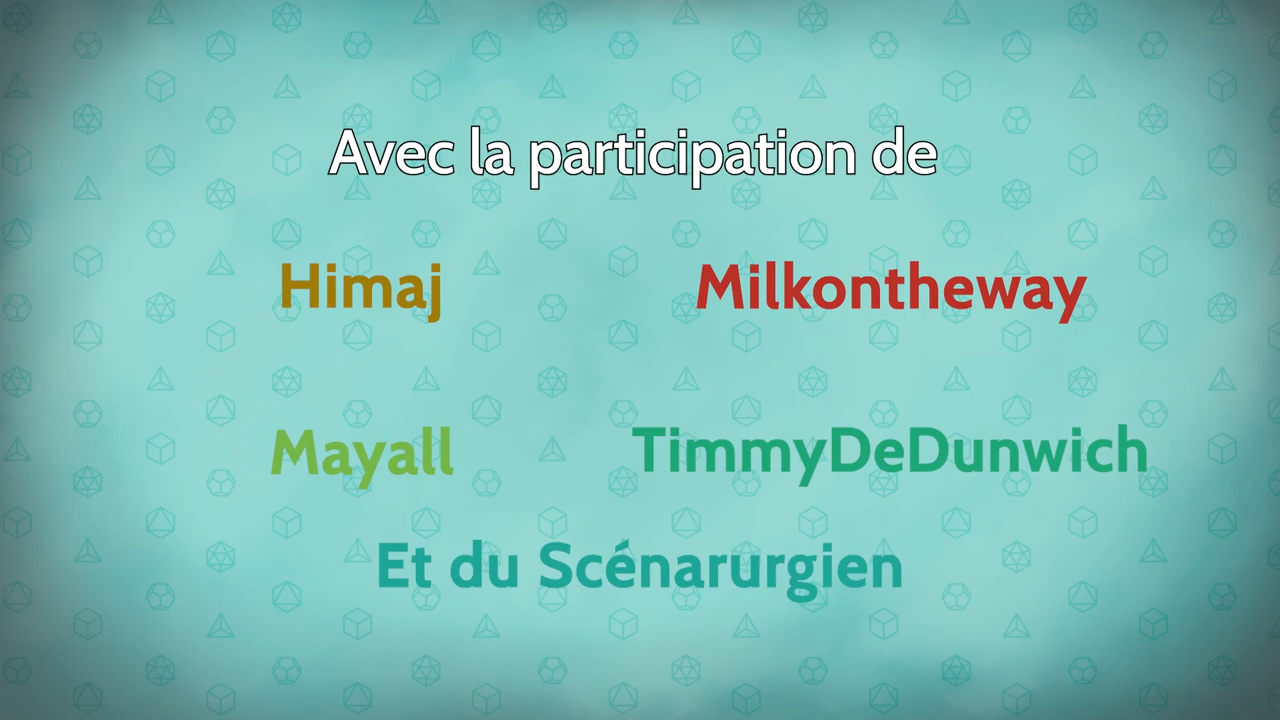 Avec la participation de
Himaj
Milkontheway
Mayall
TimmyDeDunwich
Et du Scénarurgien